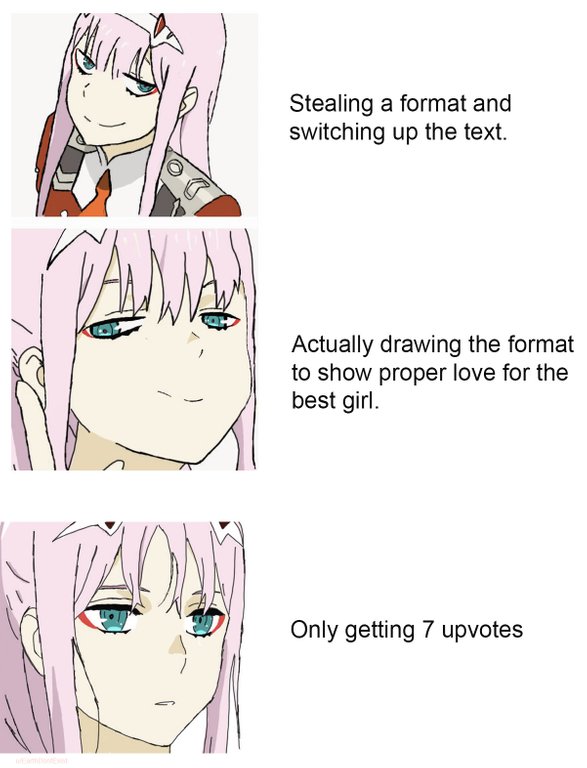 Stealing a format and
switching up the text.
Actually drawing the format
to show proper love for the
best girl.
Only getting 7 upvotes